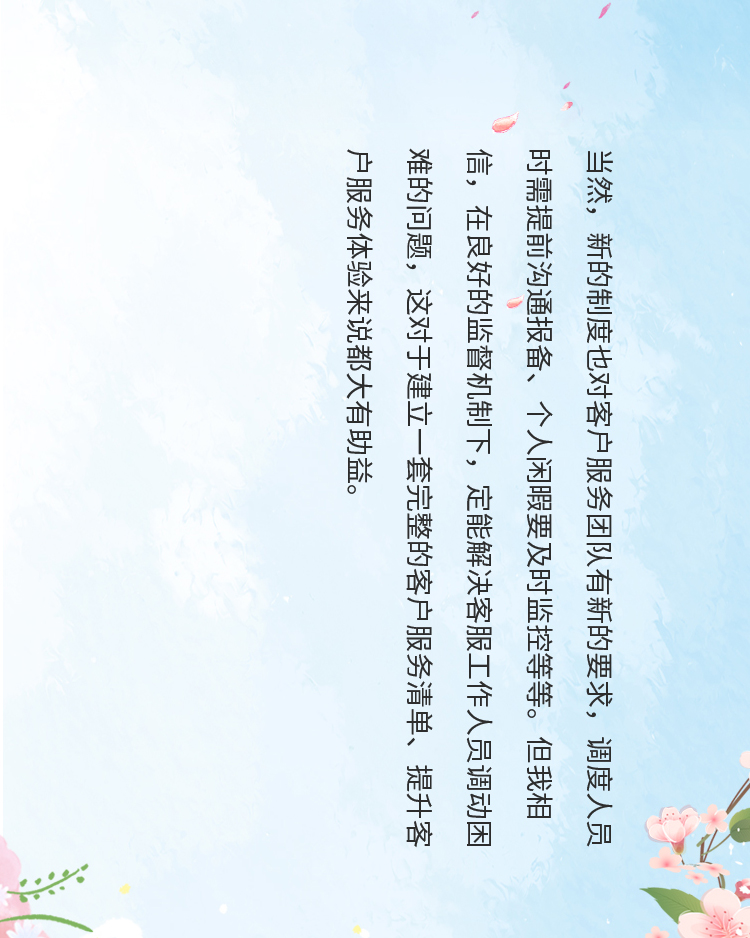 当然，新的制度也对客户服务团队有新的要求，调度人员
时需提前沟通报备、个人闲暇要及时监控等等。但我相
信，在良好的监督机制下，定能解决客服工作人员调动困
难的问题，这对于建立一套完整的客户服务清单、提升客
户服务体验来说都大有助益。